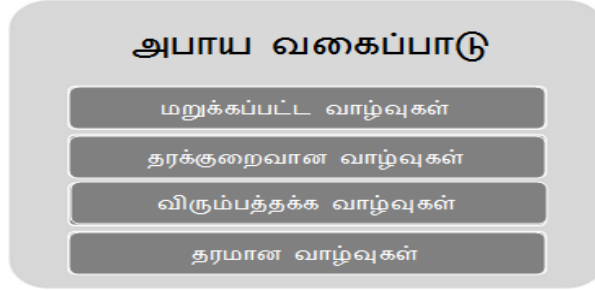 அபாய வகைப்பாடு
மறுக்கப்பட்ட வாழ்வுகள்
தரக்குறைவான வாழ்வுகள்
விரும்பத்தக்க வாழ்வுகள்
தரமான வாழ்வுகள்